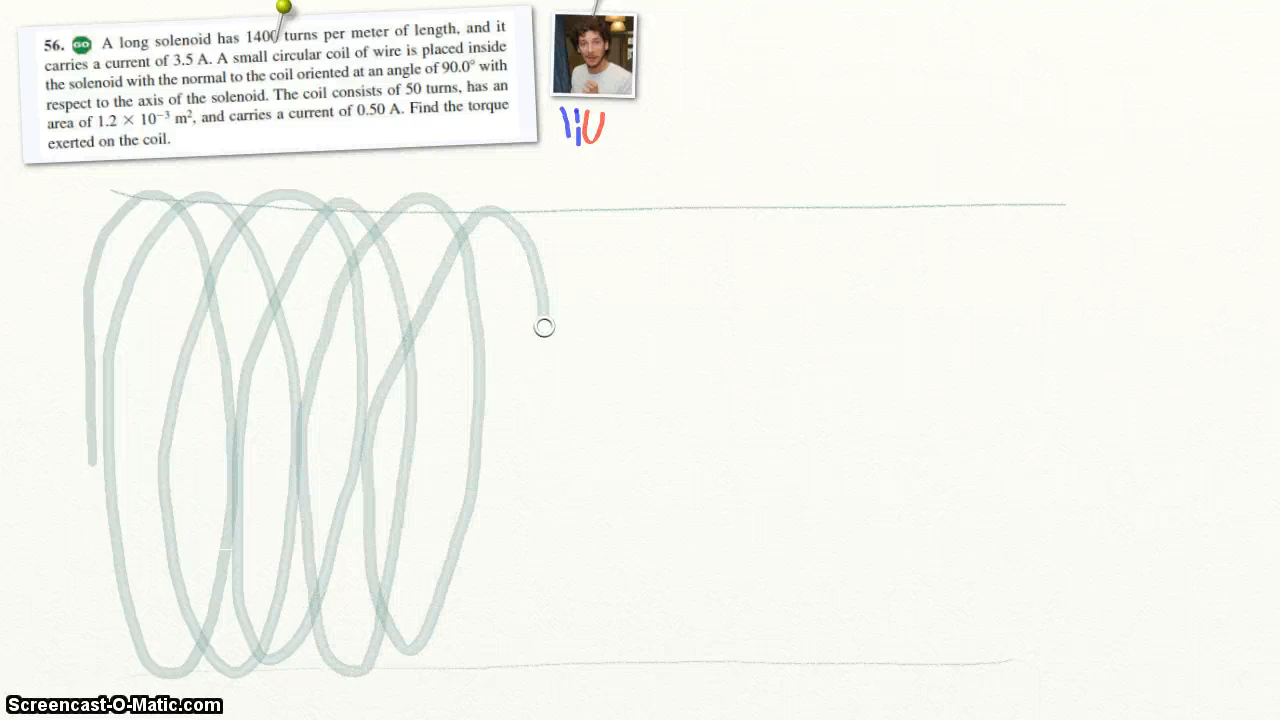 56. GO A long solenoid has 1400 turns per meter of length, and it
carries a current of 3.5 A. A small circular coil of wire is placed inside
the solenoid with the normal to the coil oriented at an angle of 90.0° with
respect to the axis of the solenoid. The coil consists of 50 turns, has an
area of 1.2 × 10⁻³ m², and carries a current of 0.50 A. Find the torque
exerted on the coil.
Screencast-O-Matic.com